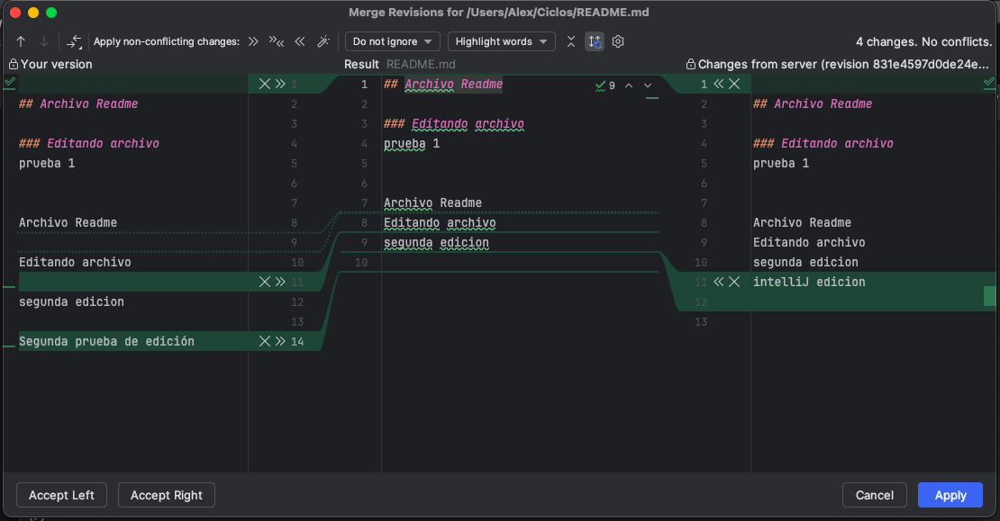 Merge Revisions for /Users/Alex/Ciclos/README.md
Apply non-conflicting changes:
Do not ignore
Highlight words
4 changes. No conflicts.
Your version
Result README.md
Changes from server (revision 831e4597d0de24e...
1
## Archivo Readme 2
3
### Editando archivo 4
prueba 1 5
6
7
Archivo Readme 8
9
Editando archivo 10
11
segunda edicion 12
13
Segunda prueba de edición 14
1 ## Archivo Readme 9
2
3 ### Editando archivo
4 prueba 1
5
6
7 Archivo Readme
8 Editando archivo
9 segunda edicion
10
1
2 ## Archivo Readme
3
4 ### Editando archivo
5 prueba 1
6
7
8 Archivo Readme
9 Editando archivo
10 segunda edicion
11 intelliJ edicion
12
13
Accept Left
Accept Right
Cancel
Apply